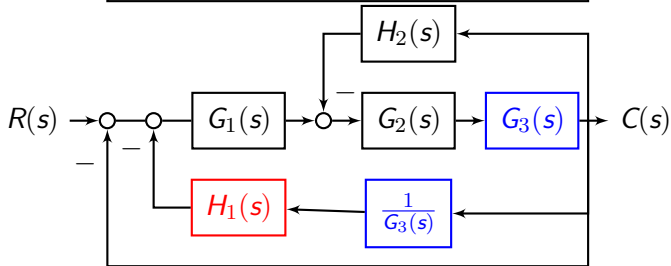 H₂(s)
R(s) − − G₁(s) − G₂(s) G₃(s) C(s)
H₁(s) 1/G₃(s)